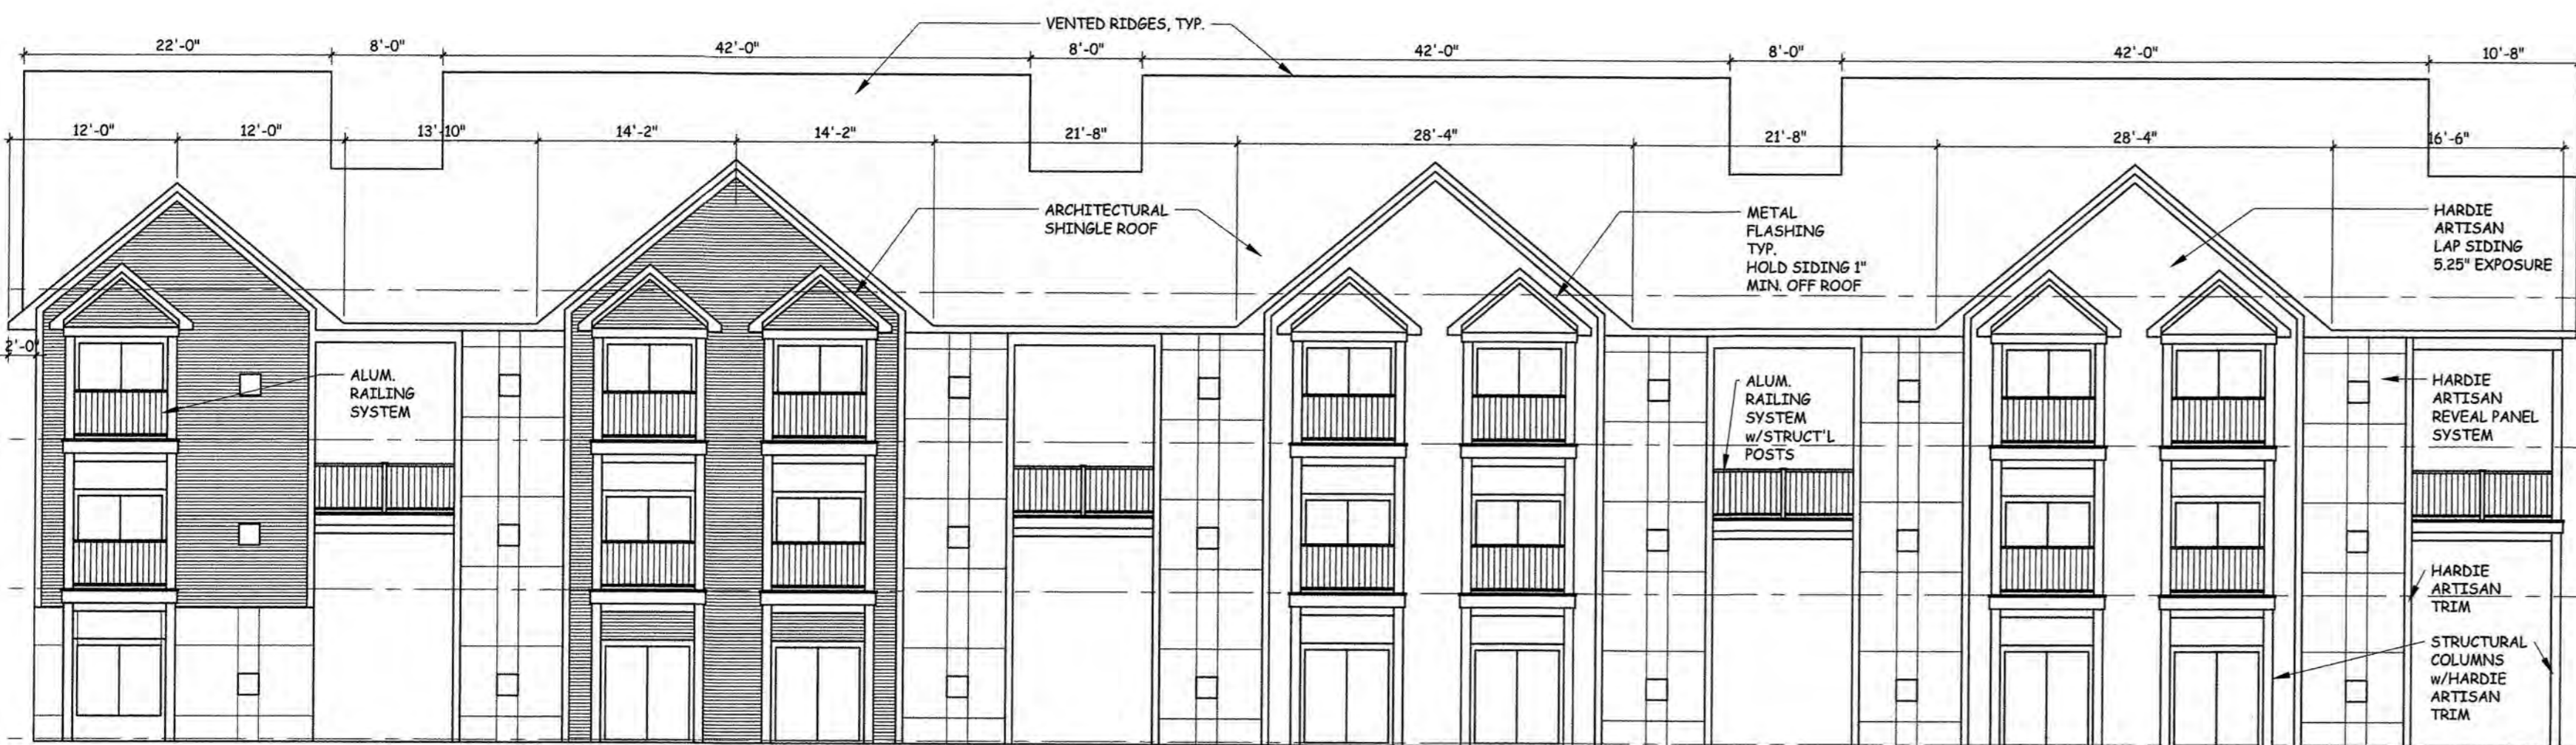 VENTED RIDGES, TYP.
22'-0"
8'-0"
42'-0"
8'-0"
42'-0"
8'-0"
42'-0"
10'-8"
12'-0"
12'-0"
13'-10"
14'-2"
14'-2"
21'-8"
28'-4"
21'-8"
28'-4"
16'-6"
ARCHITECTURAL
SHINGLE ROOF
METAL
FLASHING
TYP.
HOLD SIDING 1"
MIN. OFF ROOF
HARDIE
ARTISAN
LAP SIDING
5.25" EXPOSURE
2'-0"
ALUM.
RAILING
SYSTEM
ALUM.
RAILING
SYSTEM
w/STRUCT'L
POSTS
HARDIE
ARTISAN
REVEAL PANEL
SYSTEM
HARDIE
ARTISAN
TRIM
STRUCTURAL
COLUMNS
w/HARDIE
ARTISAN
TRIM